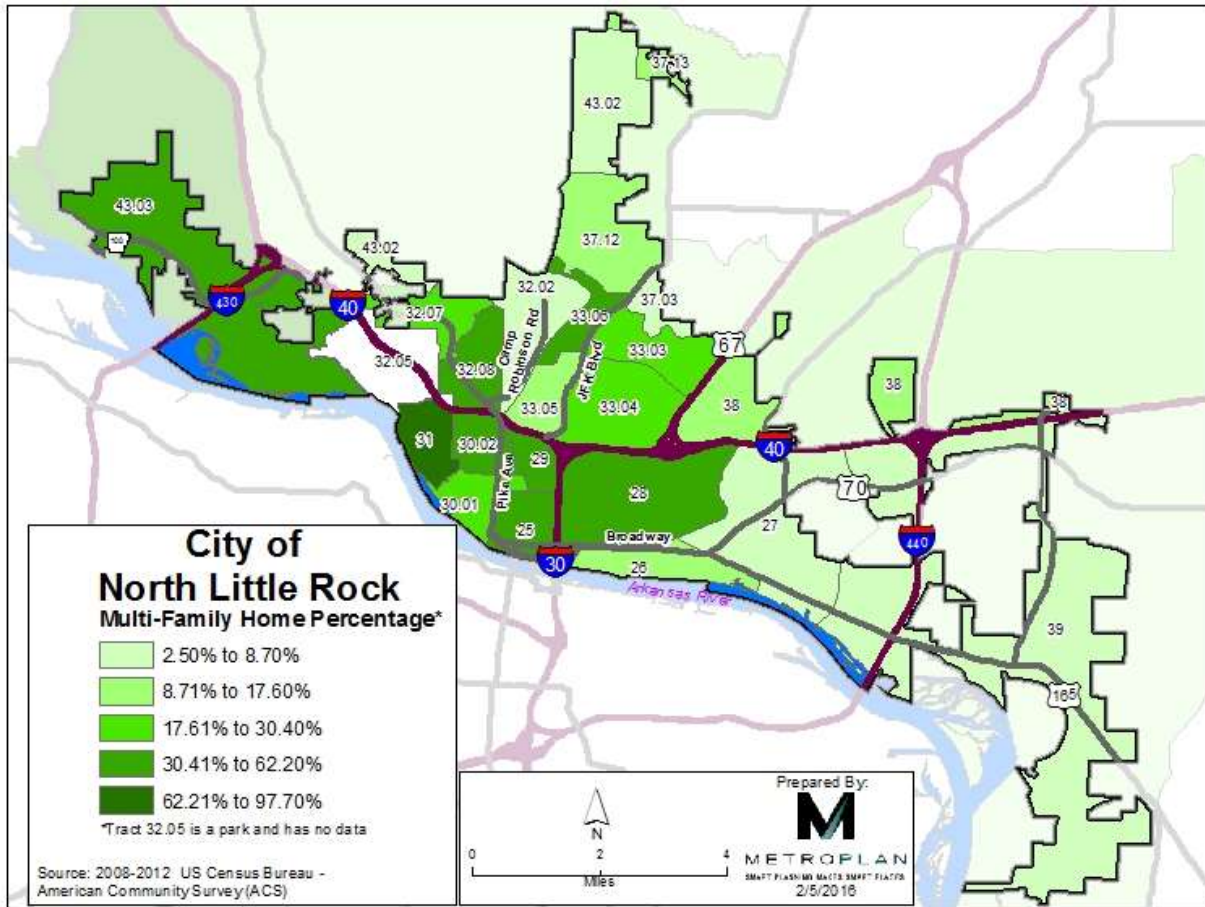 37.13
43.02
43.03
100
43.02
37.12
430
40
32.07
32.02
Camp
Robinson Rd
33.06
JFK Blvd
37.03
32.05
32.08
33.03
67
33.05
33.04
38
38
38
31
30.02
29
40
Pike Ave
28
70
30.01
25
Broadway
27
440
30
26
Arkansas River
39
165
City of
North Little Rock
Multi-Family Home Percentage*
2.50% to 8.70%
8.71% to 17.60%
17.61% to 30.40%
30.41% to 62.20%
62.21% to 97.70%
*Tract 32.05 is a park and has no data
Source: 2008-2012 US Census Bureau -
American Community Survey (ACS)
N
0 2 4
Miles
Prepared By:
M
METROPLAN
SMART PLANNING MAKES SMART PLACES
2/5/2016